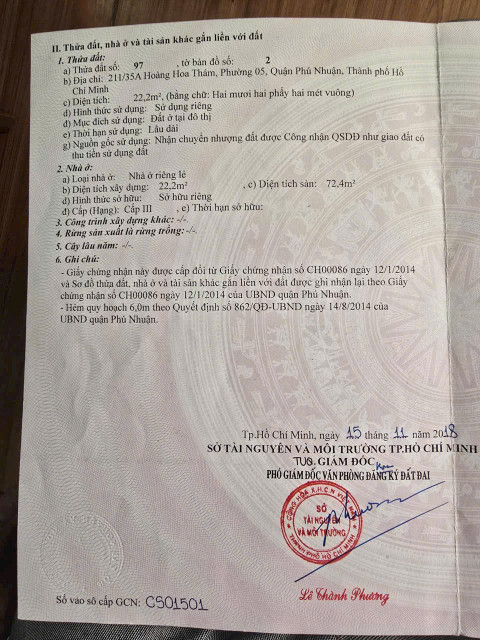 II. Thửa đất, nhà ở và tài sản khác gắn liền với đất
1. Thửa đất:
a) Thửa đất số: 97 , tờ bản đồ số: 2
b) Địa chỉ: 211/35A Hoàng Hoa Thám, Phường 05, Quận Phú Nhuận, Thành phố Hồ
Chí Minh
c) Diện tích: 22,2m², (bằng chữ: Hai mươi hai phẩy hai mét vuông)
d) Hình thức sử dụng: Sử dụng riêng
đ) Mục đích sử dụng: Đất ở tại đô thị
e) Thời hạn sử dụng: Lâu dài
g) Nguồn gốc sử dụng: Nhận chuyển nhượng đất được Công nhận QSDĐ như giao đất có
thu tiền sử dụng đất
2. Nhà ở:
a) Loại nhà ở: Nhà ở riêng lẻ
b) Diện tích xây dựng: 22,2m² , c) Diện tích sàn: 72,4m²
d) Hình thức sở hữu: Sở hữu riêng
đ) Cấp (Hạng): Cấp III , e) Thời hạn sở hữu:
3. Công trình xây dựng khác: -/-.
4. Rừng sản xuất là rừng trồng: -/-.
5. Cây lâu năm: -/-.
6. Ghi chú:
- Giấy chứng nhận này được cấp đổi từ Giấy chứng nhận số CH00086 ngày 12/1/2014
và Sơ đồ thửa đất, nhà ở và tài sản khác gắn liền với đất được ghi nhận lại theo Giấy
chứng nhận số CH00086 ngày 12/1/2014 của UBND quận Phú Nhuận.
- Hẻm quy hoạch 6,0m theo Quyết định số 862/QĐ-UBND ngày 14/8/2014 của
UBND quận Phú Nhuận.
Tp.Hồ Chí Minh, ngày 15 tháng 11 năm 2018
SỞ TÀI NGUYÊN VÀ MÔI TRƯỜNG TP.HỒ CHÍ MINH
TUQ. GIÁM ĐỐC
PHÓ GIÁM ĐỐC VĂN PHÒNG ĐĂNG KÝ ĐẤT ĐAI
CỘNG HÒA X.H.C.N VIỆT NAM
SỞ
TÀI NGUYÊN
VÀ MÔI TRƯỜNG
THÀNH PHỐ HỒ CHÍ MINH
Lê Thành Phương
Số vào sổ cấp GCN: CS01501